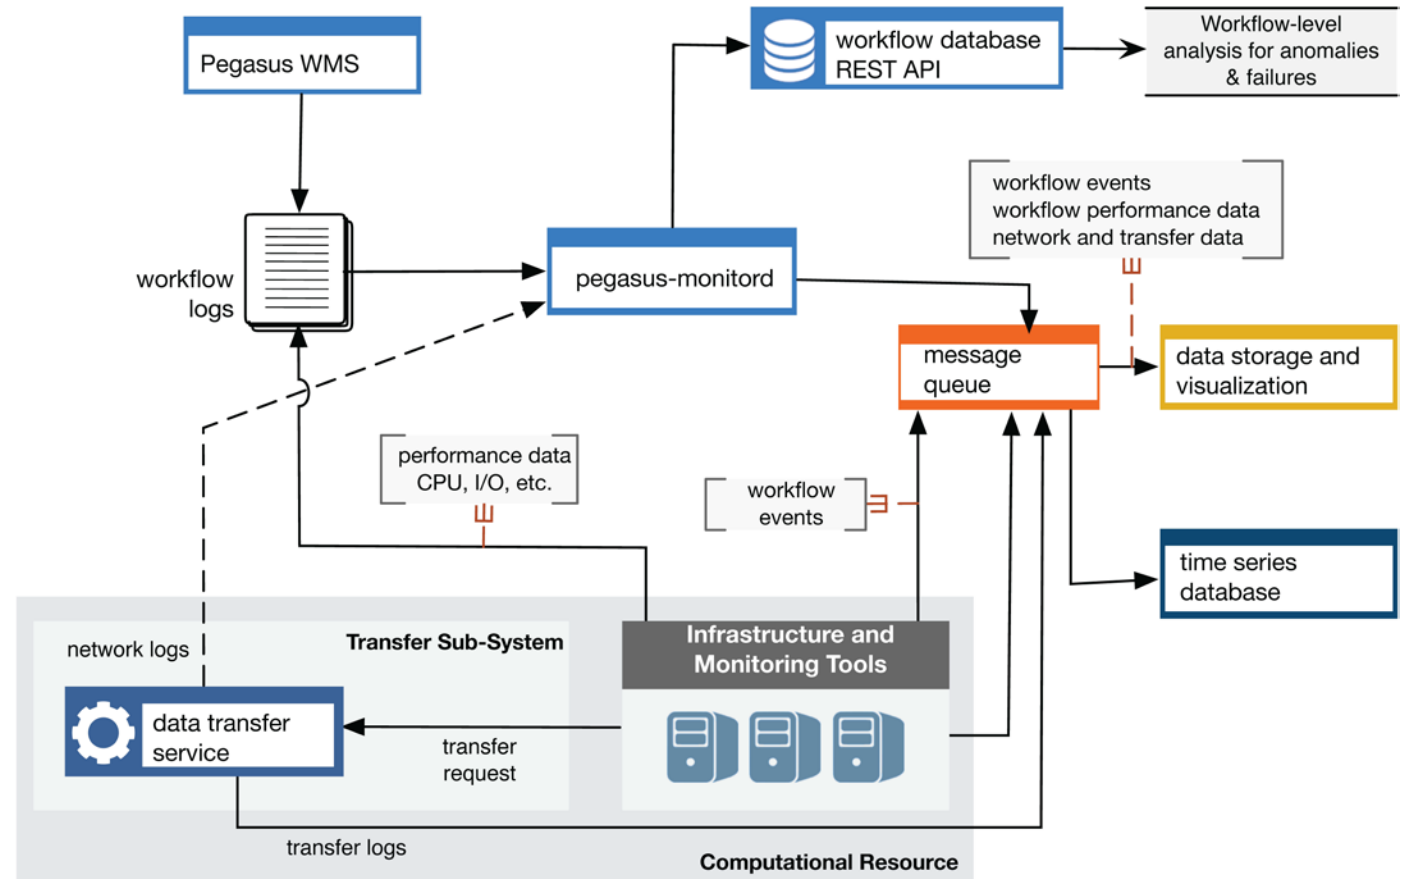 Pegasus WMS
workflow database
REST API
Workflow-level
analysis for anomalies
& failures
workflow events
workflow performance data
network and transfer data
workflow
logs
pegasus-monitord
message
queue
data storage and
visualization
performance data
CPU, I/O, etc.
workflow
events
time series
database
network logs
Transfer Sub-System
Infrastructure and
Monitoring Tools
data transfer
service
transfer
request
transfer logs
Computational Resource